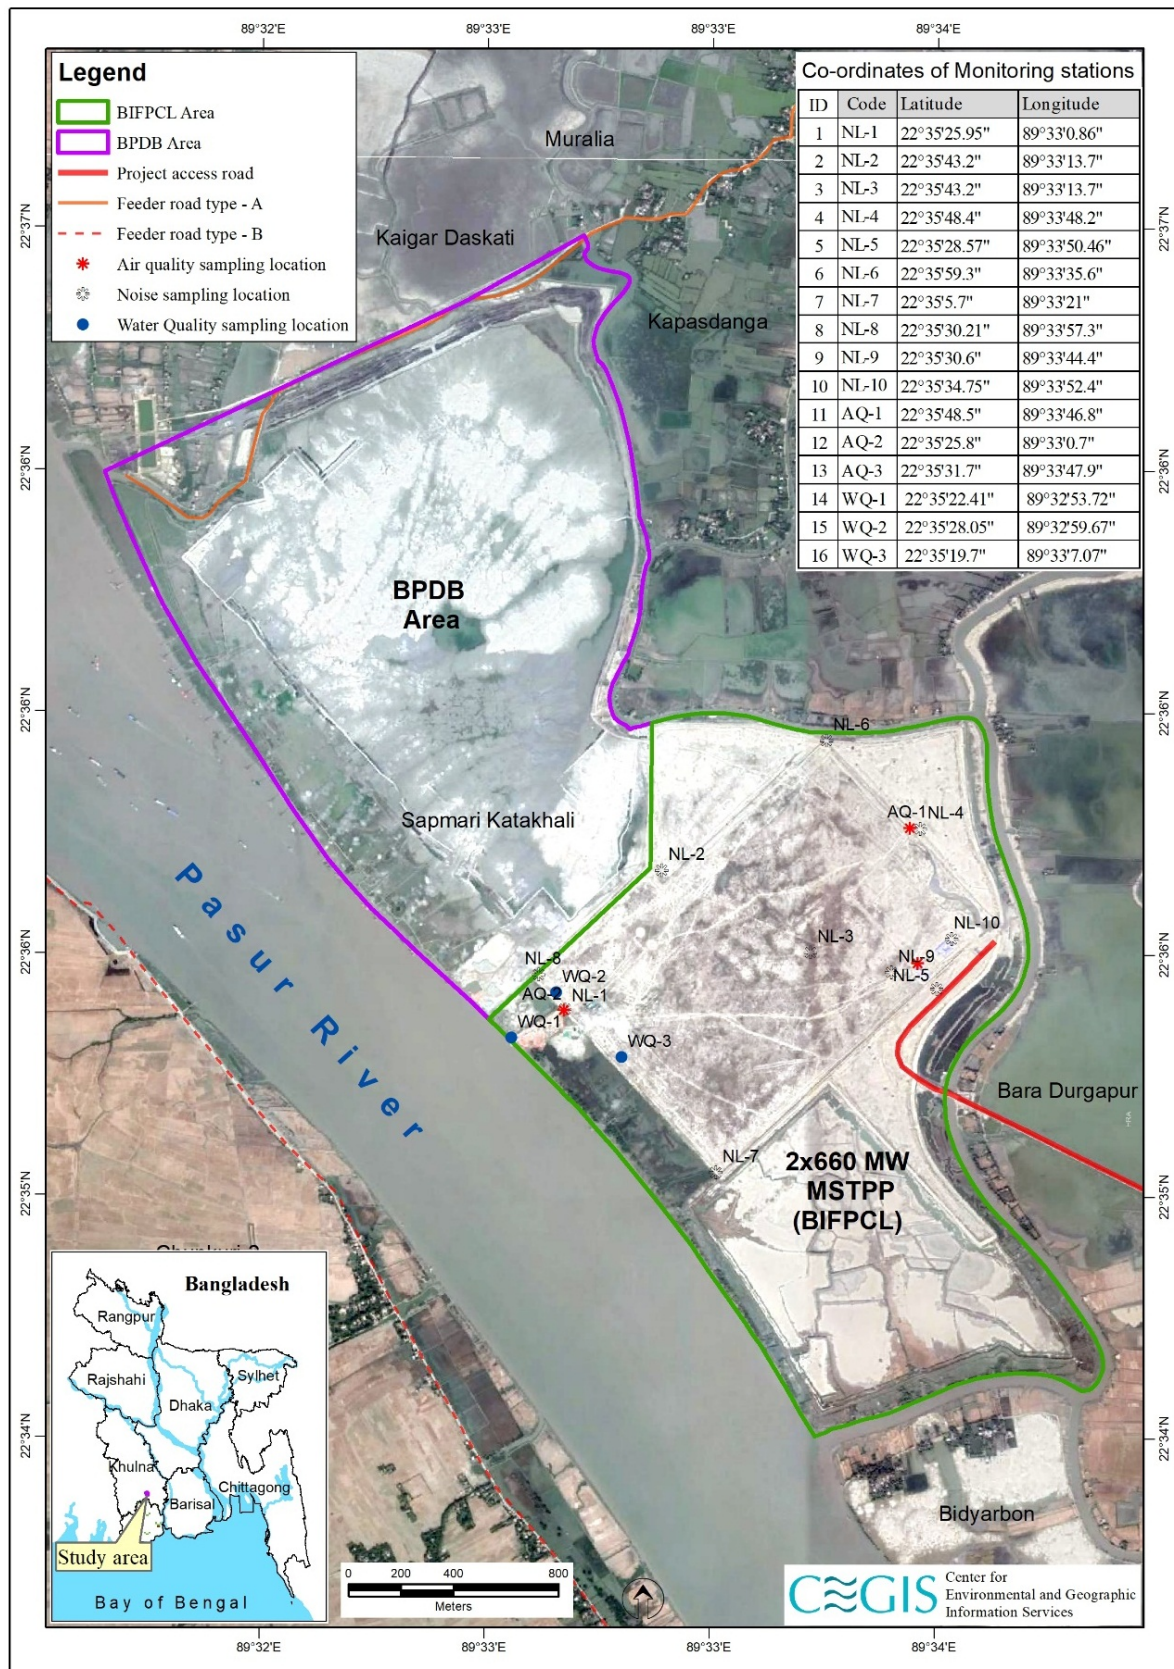 89°32'E 89°33'E 89°33'E 89°34'E
Legend
BIFPCL Area
BPDB Area
Project access road
Feeder road type - A
Feeder road type - B
Air quality sampling location
Noise sampling location
Water Quality sampling location
Co-ordinates of Monitoring stations
ID Code Latitude Longitude
1 NL-1 22°35'25.95" 89°33'0.86"
2 NL-2 22°35'43.2" 89°33'13.7"
3 NL-3 22°35'43.2" 89°33'13.7"
4 NL-4 22°35'48.4" 89°33'48.2"
5 NL-5 22°35'28.57" 89°33'50.46"
6 NL-6 22°35'59.3" 89°33'35.6"
7 NL-7 22°35'5.7" 89°33'21"
8 NL-8 22°35'30.21" 89°33'57.3"
9 NL-9 22°35'30.6" 89°33'44.4"
10 NL-10 22°35'34.75" 89°33'52.4"
11 AQ-1 22°35'48.5" 89°33'46.8"
12 AQ-2 22°35'25.8" 89°33'0.7"
13 AQ-3 22°35'31.7" 89°33'47.9"
14 WQ-1 22°35'22.41" 89°32'53.72"
15 WQ-2 22°35'28.05" 89°32'59.67"
16 WQ-3 22°35'19.7" 89°33'7.07"
Muralia
Kaigar Daskati
Kapasdanga
22°37'N 22°37'N
22°36'N 22°36'N
BPDB
Area
22°36'N 22°36'N
NL-6
AQ-1 NL-4
Sapmari Katakhali
NL-2
NL-10
NL-3
22°36'N 22°36'N
NL-9
NL-8
NL-5
WQ-2
AQ-2 NL-1
WQ-1
WQ-3
Pasur River
Bara Durgapur
NL-7
2x660 MW
MSTPP
(BIFPCL)
22°35'N 22°35'N
Bangladesh
Rangpur
Rajshahi
Sylhet
Dhaka
Khulna
Chittagong
Barisal
Study area
Bay of Bengal
22°34'N 22°34'N
Bidyarbon
0 200 400 800
Meters
CEGIS
Center for
Environmental and Geographic
Information Services
89°32'E 89°33'E 89°33'E 89°34'E